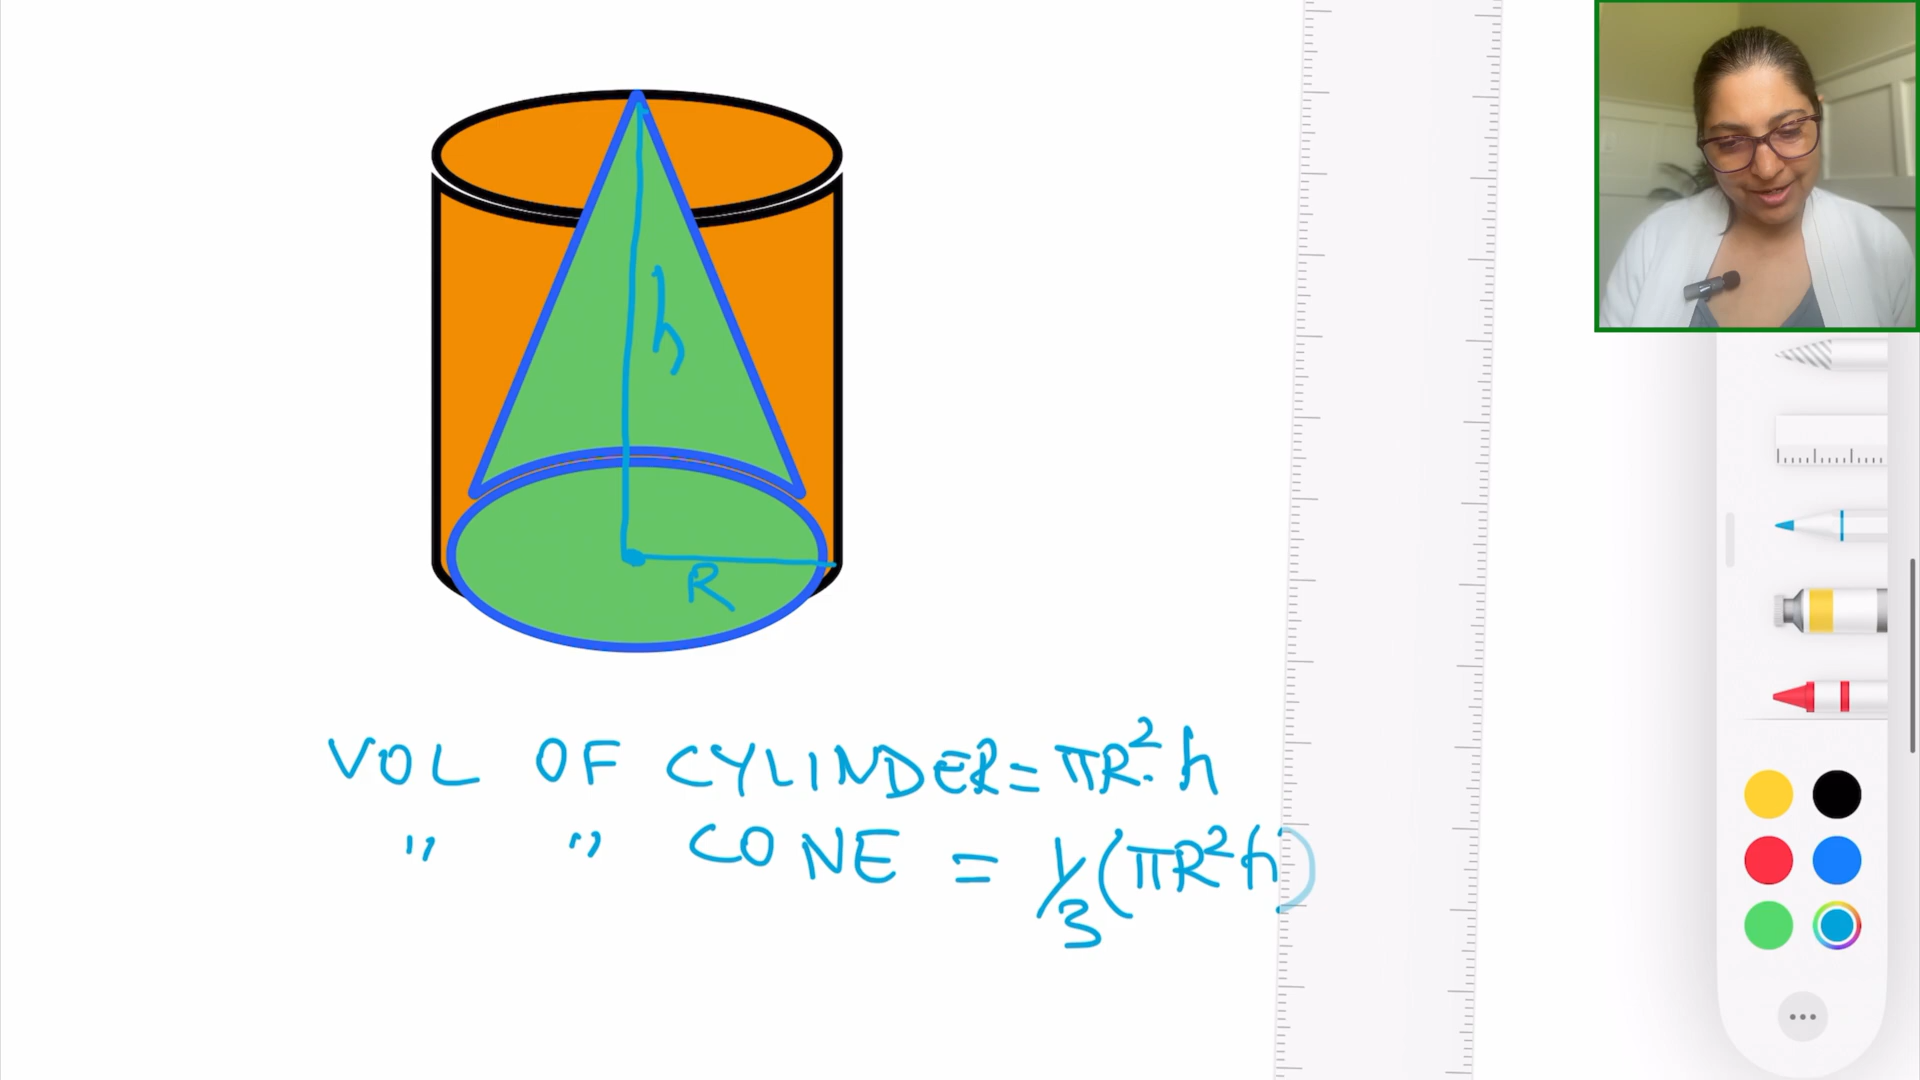 h
R
VOL OF CYLINDER = πR². h
" " CONE = 1/3 (πR²h)